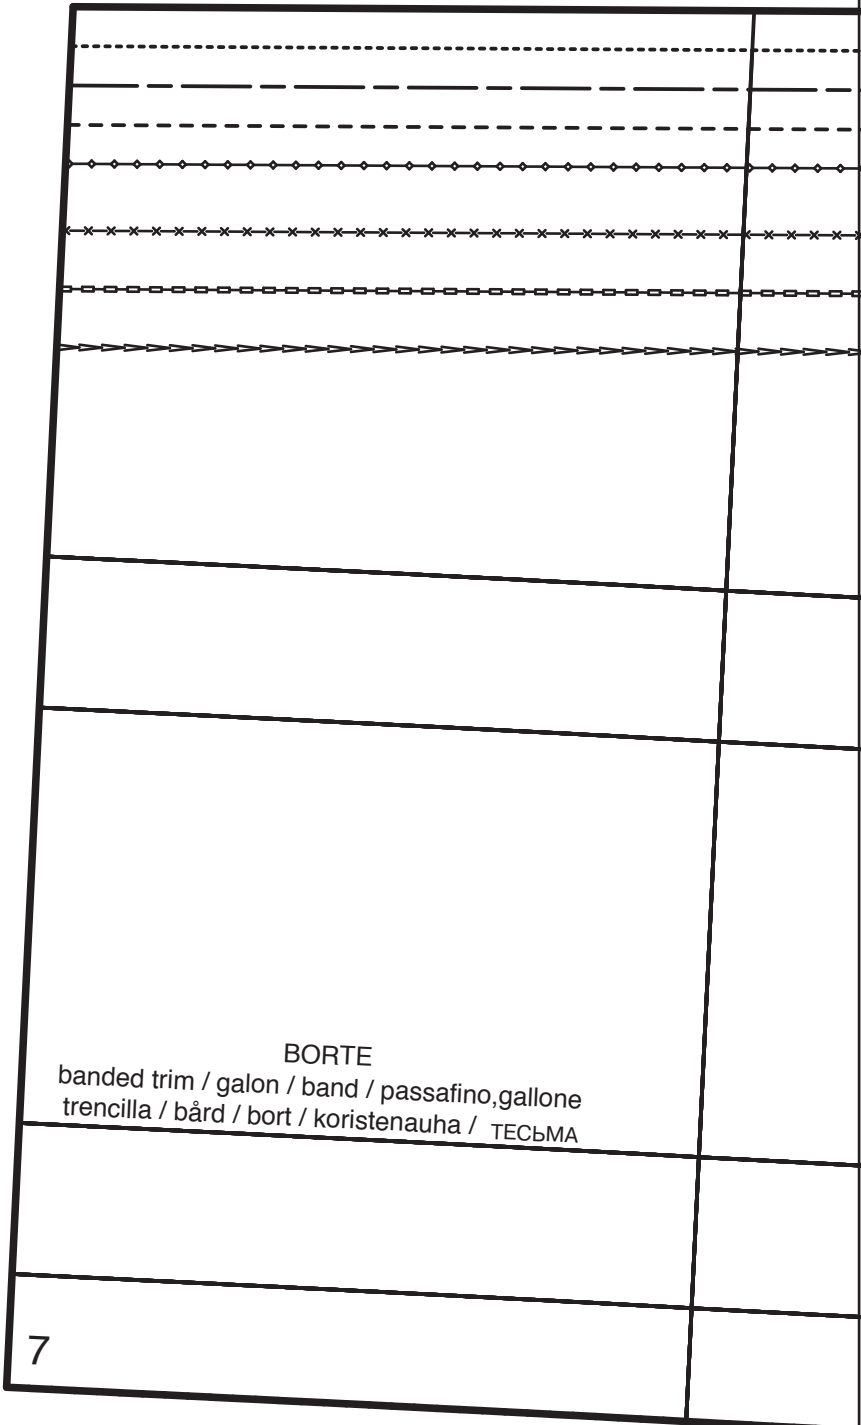 BORTE
banded trim / galon / band / passafino,gallone
trencilla / bård / bort / koristenauha / ТЕСЬМА
7